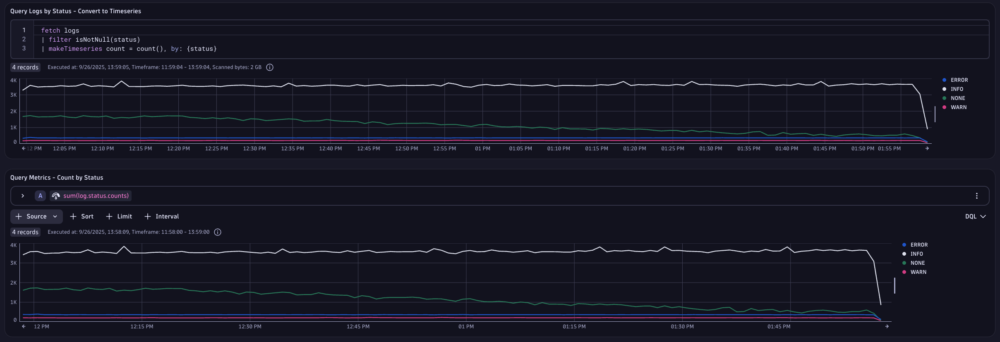 Query Logs by Status - Convert to Timeseries
1 fetch logs
2 | filter isNotNull(status)
3 | makeTimeseries count = count(), by: {status}
4 records Executed at: 9/26/2025, 13:59:05, Timeframe: 11:59:04 - 13:59:04, Scanned bytes: 2 GB
4K
3K
2K
1K
0
12 PM 12:05 PM 12:10 PM 12:15 PM 12:20 PM 12:25 PM 12:30 PM 12:35 PM 12:40 PM 12:45 PM 12:50 PM 12:55 PM 01 PM 01:05 PM 01:10 PM 01:15 PM 01:20 PM 01:25 PM 01:30 PM 01:35 PM 01:40 PM 01:45 PM 01:50 PM 01:55 PM
ERROR
INFO
NONE
WARN
Query Metrics - Count by Status
A sum(log.status.counts)
Source Sort Limit Interval DQL
4 records Executed at: 9/26/2025, 13:58:09, Timeframe: 11:58:00 - 13:59:00
4K
3K
2K
1K
0
12 PM 12:15 PM 12:30 PM 12:45 PM 01 PM 01:15 PM 01:30 PM 01:45 PM
ERROR
INFO
NONE
WARN